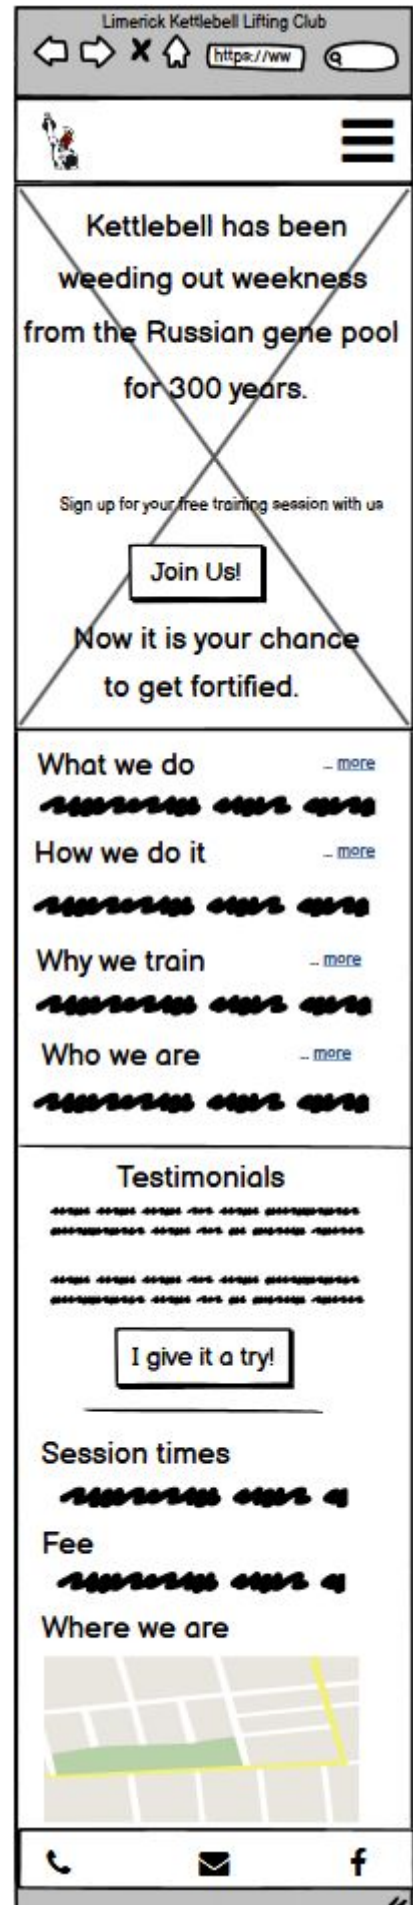 Limerick Kettlebell Lifting Club
https://ww
Kettlebell has been
weeding out weekness
from the Russian gene pool
for 300 years.
Sign up for your free training session with us
Join Us!
Now it is your chance
to get fortified.
What we do ... more
How we do it ... more
Why we train ... more
Who we are ... more
Testimonials
I give it a try!
Session times
Fee
Where we are